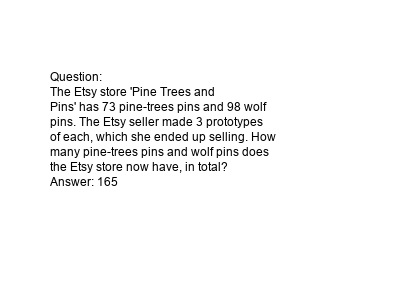 Question:
The Etsy store 'Pine Trees and
Pins' has 73 pine-trees pins and 98 wolf
pins. The Etsy seller made 3 prototypes
of each, which she ended up selling. How
many pine-trees pins and wolf pins does
the Etsy store now have, in total?
Answer: 165